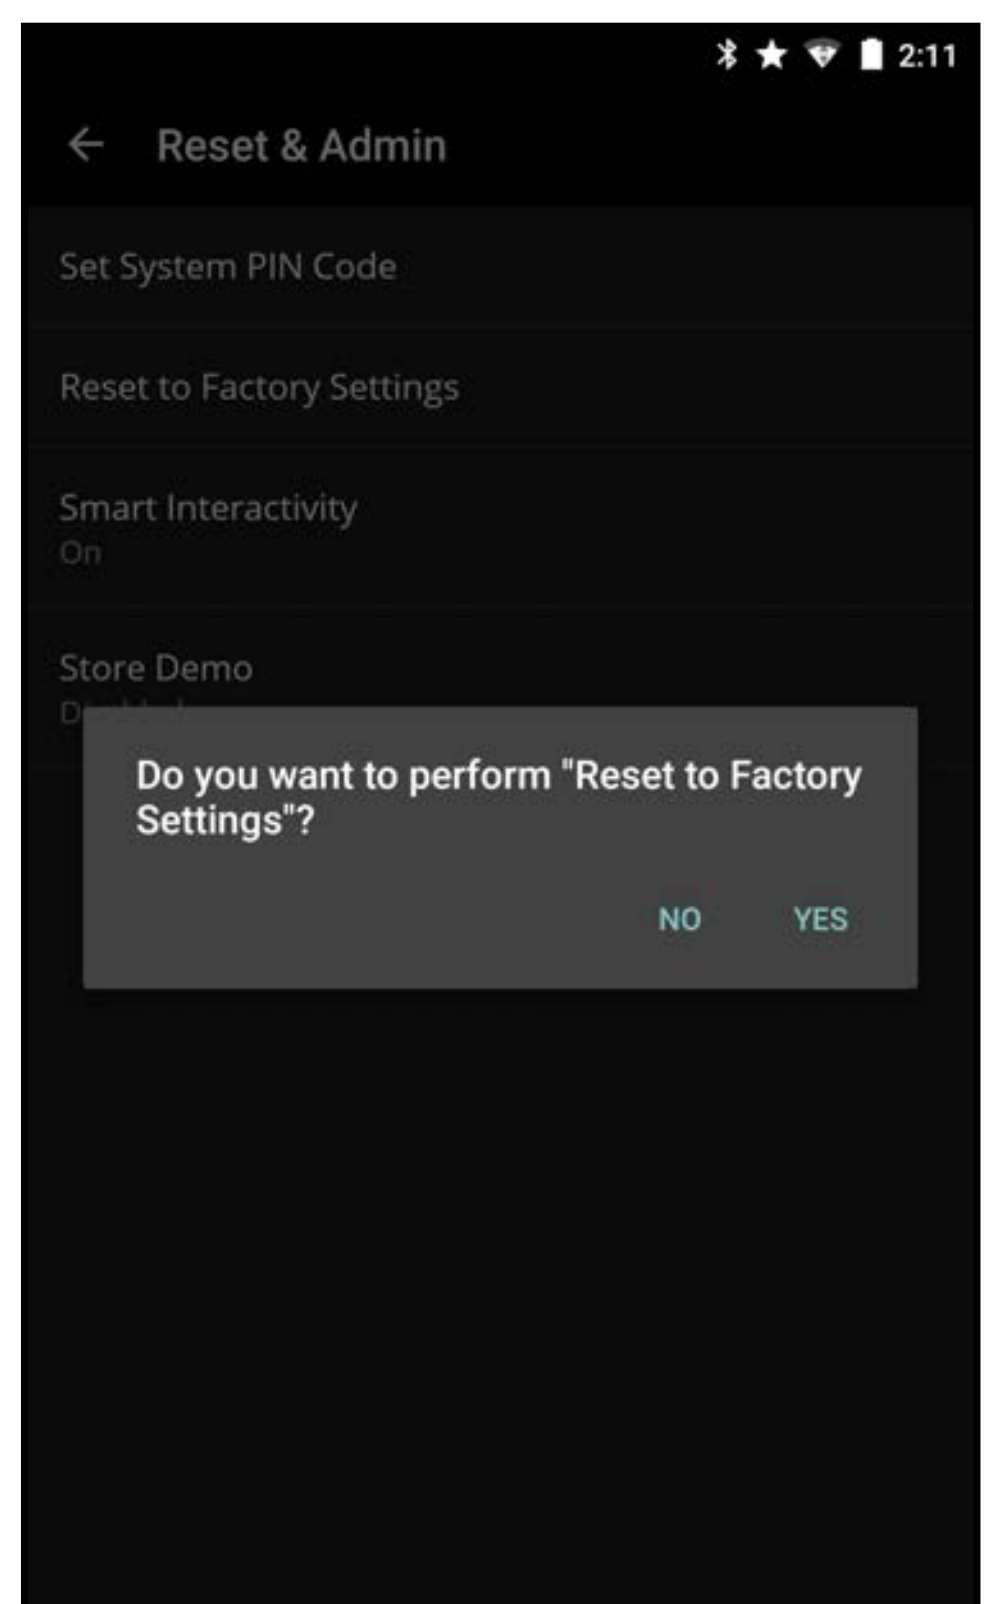 2:11
Reset & Admin
Set System PIN Code
Reset to Factory Settings
Smart Interactivity
On
Store Demo
Do you want to perform "Reset to Factory
Settings"?
NO YES